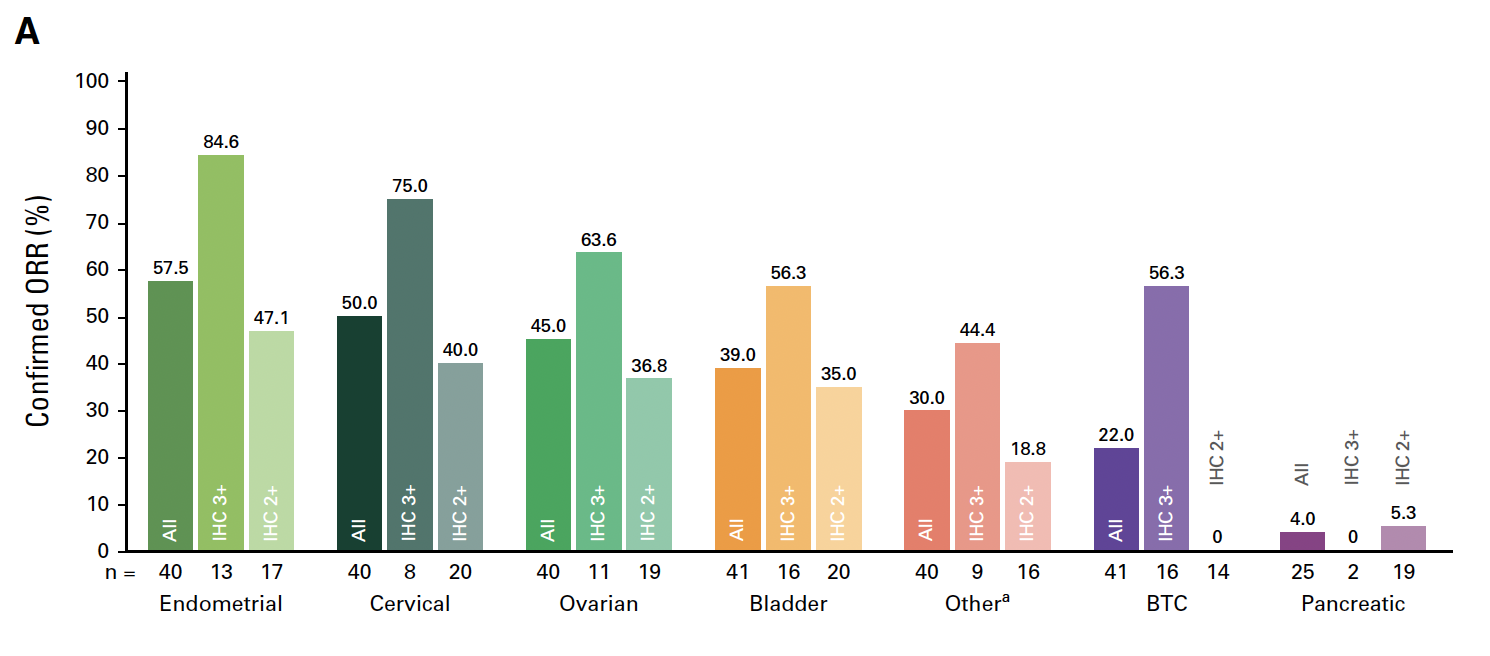 A
Confirmed ORR (%)
100
90
80
70
60
50
40
30
20
10
0
57.5 84.6 47.1
All IHC 3+ IHC 2+
50.0 75.0 40.0
All IHC 3+ IHC 2+
45.0 63.6 36.8
All IHC 3+ IHC 2+
39.0 56.3 35.0
All IHC 3+ IHC 2+
30.0 44.4 18.8
All IHC 3+ IHC 2+
22.0 56.3 0
All IHC 3+ IHC 2+
4.0 0 5.3
All IHC 3+ IHC 2+
n = 40 13 17 40 8 20 40 11 19 41 16 20 40 9 16 41 16 14 25 2 19
Endometrial Cervical Ovarian Bladder Otherᵃ BTC Pancreatic